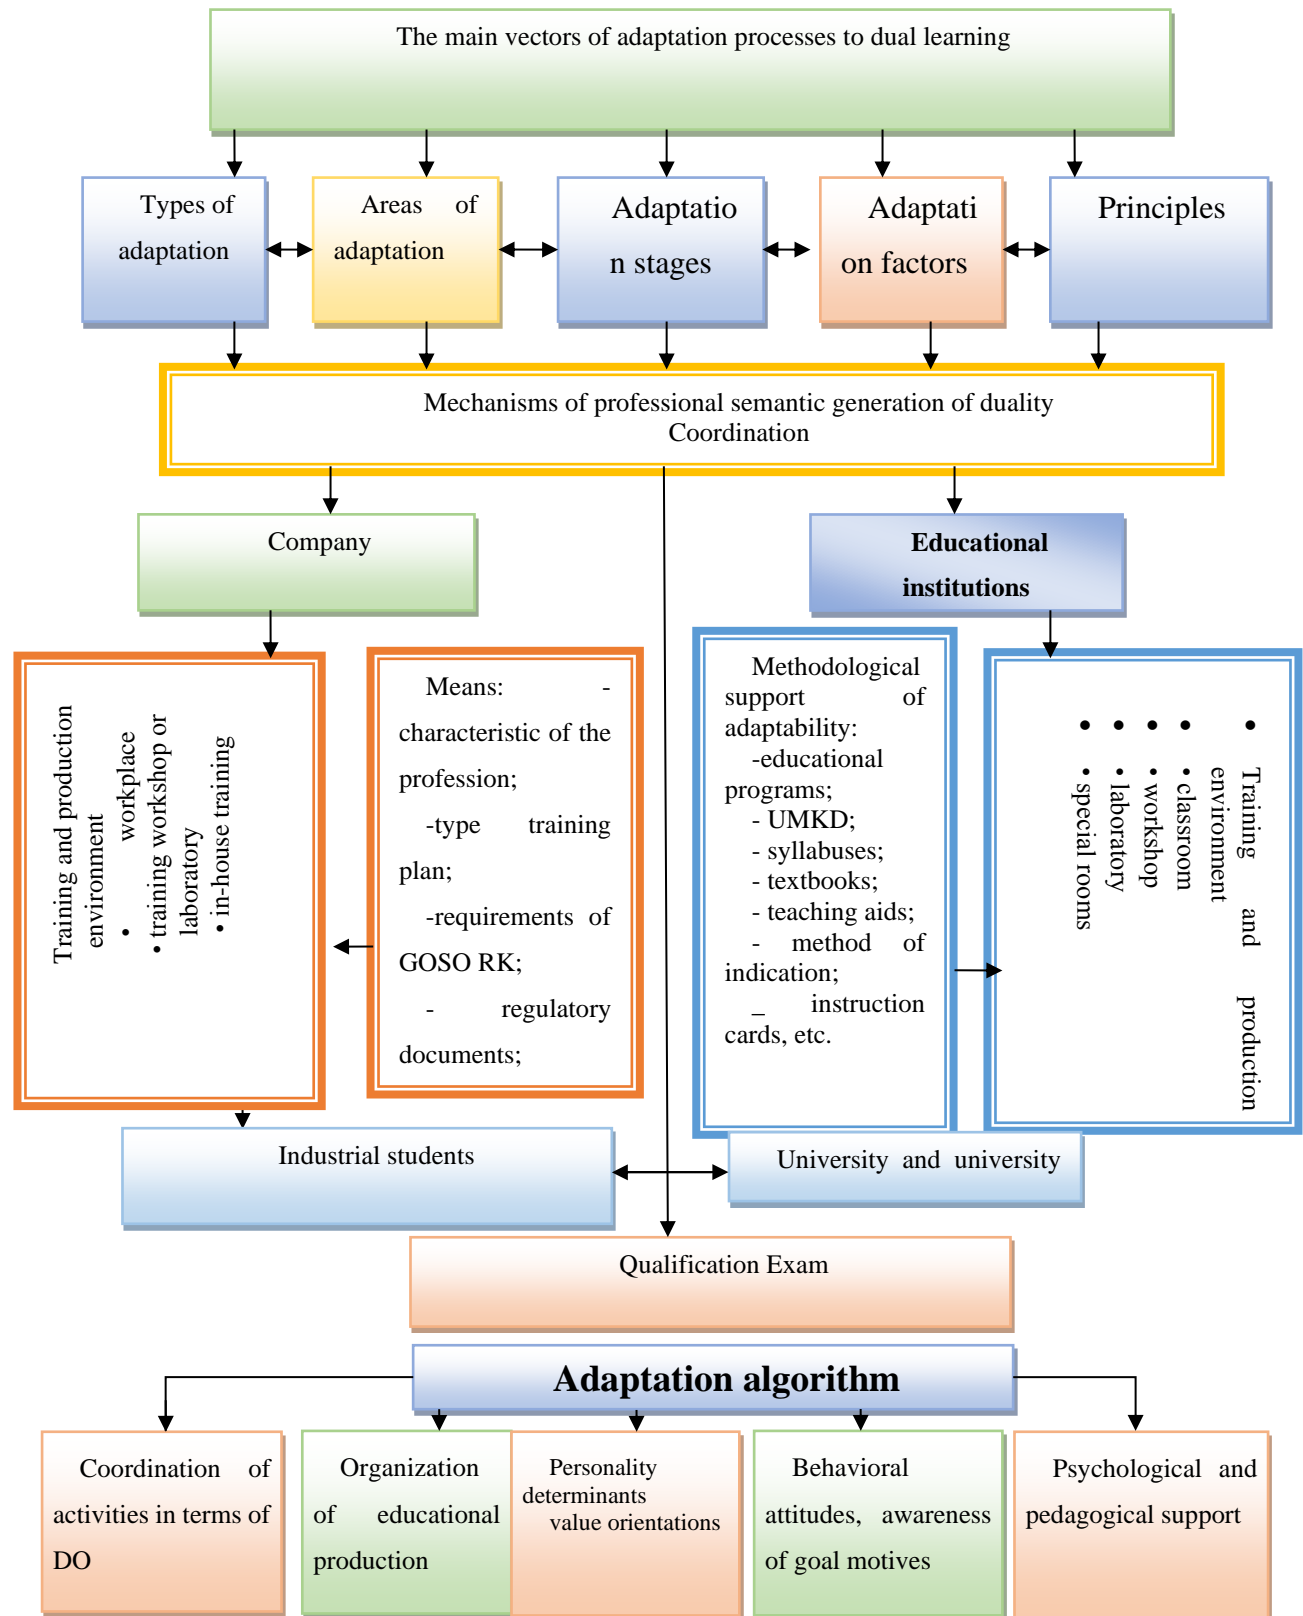 The main vectors of adaptation processes to dual learning
Types of
adaptation
Areas of
adaptation
Adaptatio
n stages
Adaptati
on factors
Principles
Mechanisms of professional semantic generation of duality
Coordination
Company
Educational
institutions
Training and production
environment
• workplace
• training workshop or
laboratory
• in-house training
Means: -
characteristic of the
profession;
-type training
plan;
-requirements of
GOSO RK;
- regulatory
documents;
Methodological
support of
adaptability:
-educational
programs;
- UMKD;
- syllabuses;
- textbooks;
- teaching aids;
- method of
indication;
_ instruction
cards, etc.
• Training and production
environment
• • classroom
• • workshop
• • laboratory
• • special rooms
Industrial students
University and university
Qualification Exam
Adaptation algorithm
Coordination of
activities in terms of
DO
Organization
of educational
production
Personality
determinants
value orientations
Behavioral
attitudes, awareness
of goal motives
Psychological and
pedagogical support